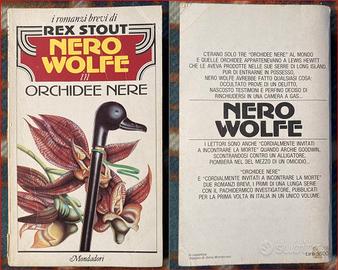 i romanzi brevi di
REX STOUT
NERO
WOLFE
in
ORCHIDEE NERE
Mondadori
C'ERANO SOLO TRE "ORCHIDEE NERE" AL MONDO
E QUELLE ORCHIDEE APPARTENEVANO A LEWIS HEWITT
CHE LE AVEVA PRODOTTE NELLE SUE SERRE DI LONG ISLAND.
PUR DI ENTRARNE IN POSSESSO,
NERO WOLFE AVREBBE FATTO QUALSIASI COSA:
OCCULTATO PROVE DI UN DELITTO,
NASCOSTO TESTIMONI E PERFINO DECISO DI
RINCHIUDERSI IN UNA CAMERA A GAS...
NERO
WOLFE
I LETTORI SONO ANCHE "CORDIALMENTE INVITATI
A INCONTRARE LA MORTE" QUANDO ARCHIE GOODWIN,
SCONTRANDOSI CONTRO UN ALLIGATORE,
PIOMBERÀ NEL BEL MEZZO DI UN OMICIDIO...
"ORCHIDEE NERE"
E "CORDIALMENTE INVITATI A INCONTRARE LA MORTE"
DUE ROMANZI BREVI, I PRIMI DI UNA LUNGA SERIE
CON IL PACHIDERMICO INVESTIGATORE, PUBBLICATI
PER LA PRIMA VOLTA IN ITALIA IN UN UNICO VOLUME.
Subito